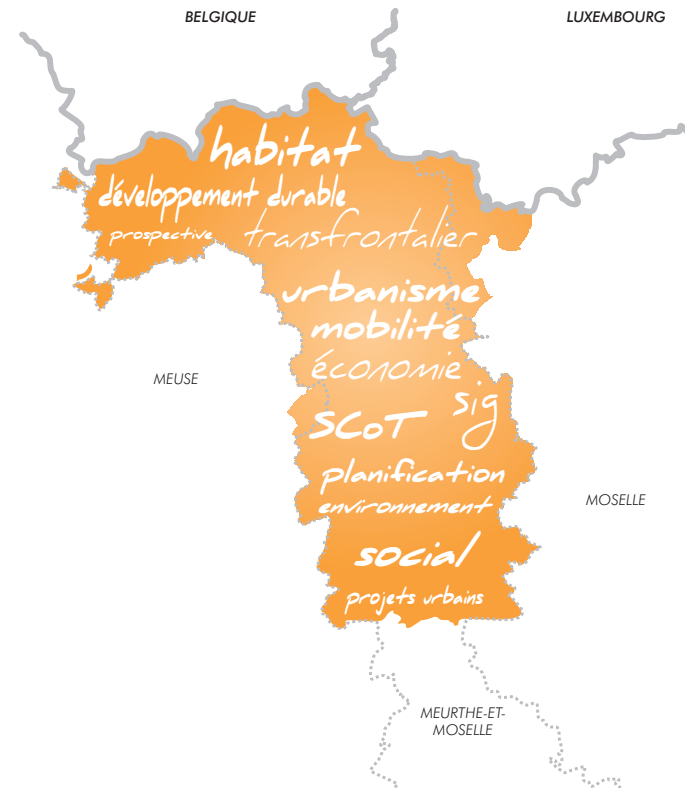 BELGIQUE
LUXEMBOURG
habitat
développement durable
prospective
transfrontalier
urbanisme
mobilité
MEUSE
économie
sig
SCoT
planification
MOSELLE
environnement
social
projets urbains
MEURTHE-ET-
MOSELLE